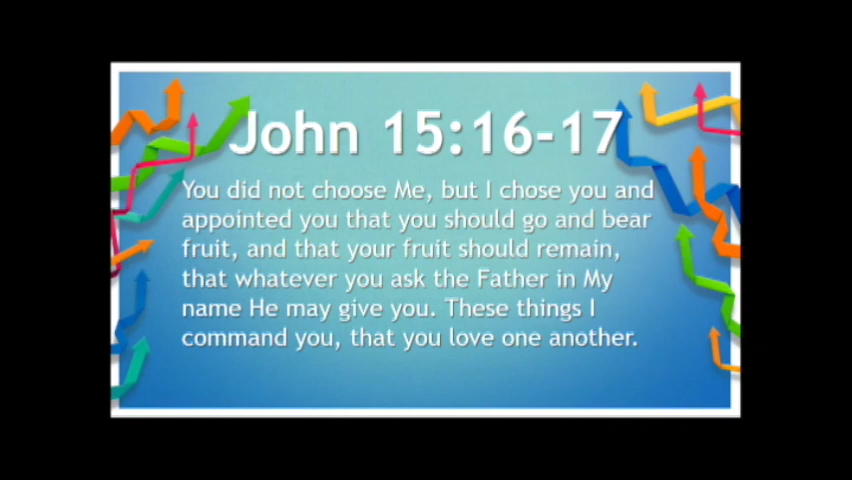 John 15:16-17
You did not choose Me, but I chose you and
appointed you that you should go and bear
fruit, and that your fruit should remain,
that whatever you ask the Father in My
name He may give you. These things I
command you, that you love one another.